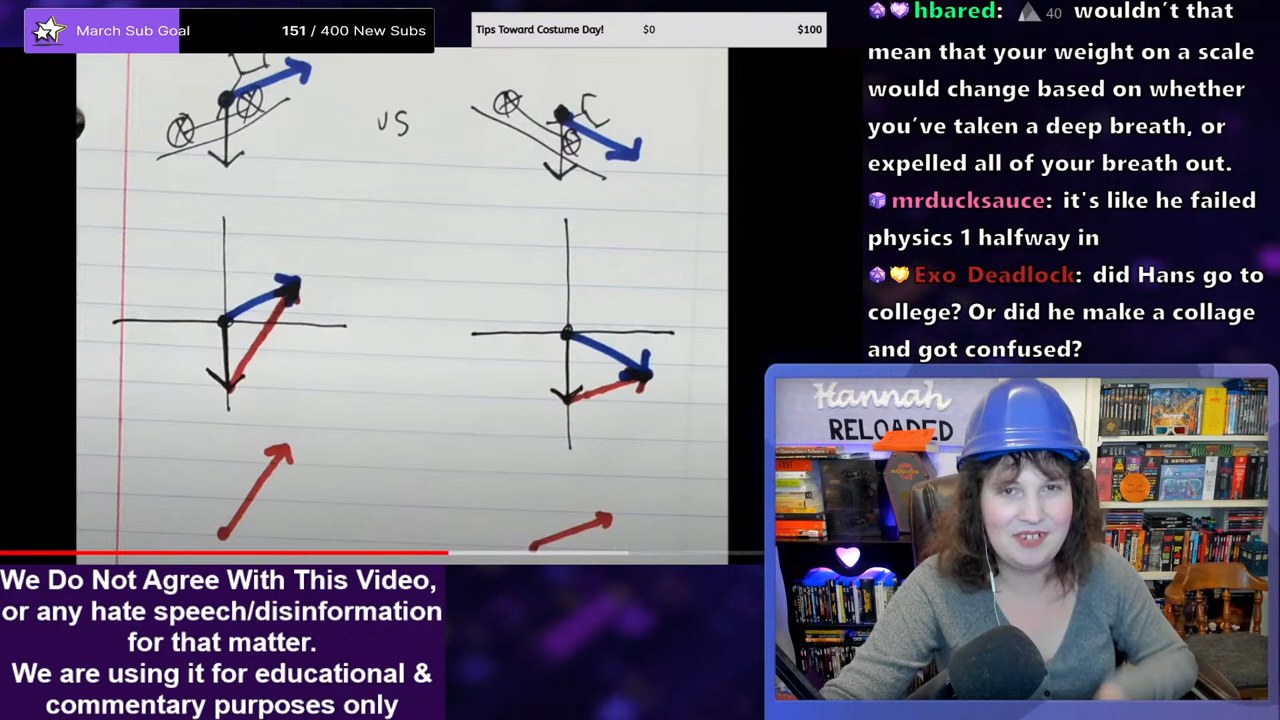 March Sub Goal 151 / 400 New Subs
Tips Toward Costume Day! $0 $100
hbared: 40 wouldn't that
mean that your weight on a scale
would change based on whether
you've taken a deep breath, or
expelled all of your breath out.
mrducksauce: it's like he failed
physics 1 halfway in
Exo_Deadlock: did Hans go to
college? Or did he make a collage
and got confused?
vs
Hannah
RELOADED
We Do Not Agree With This Video,
or any hate speech/disinformation
for that matter.
We are using it for educational &
commentary purposes only